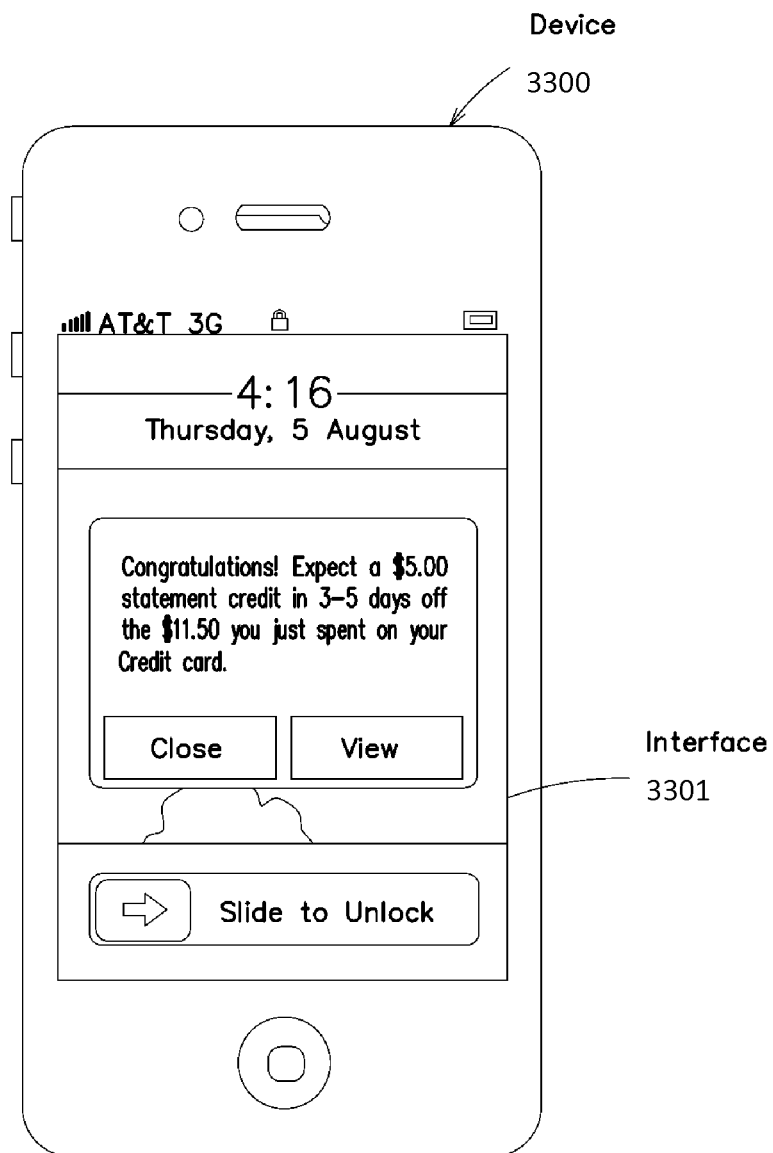 Device
3300
AT&T 3G
4:16
Thursday, 5 August
Congratulations! Expect a $5.00
statement credit in 3-5 days off
the $11.50 you just spent on your
Credit card.
Close View
Interface
3301
Slide to Unlock